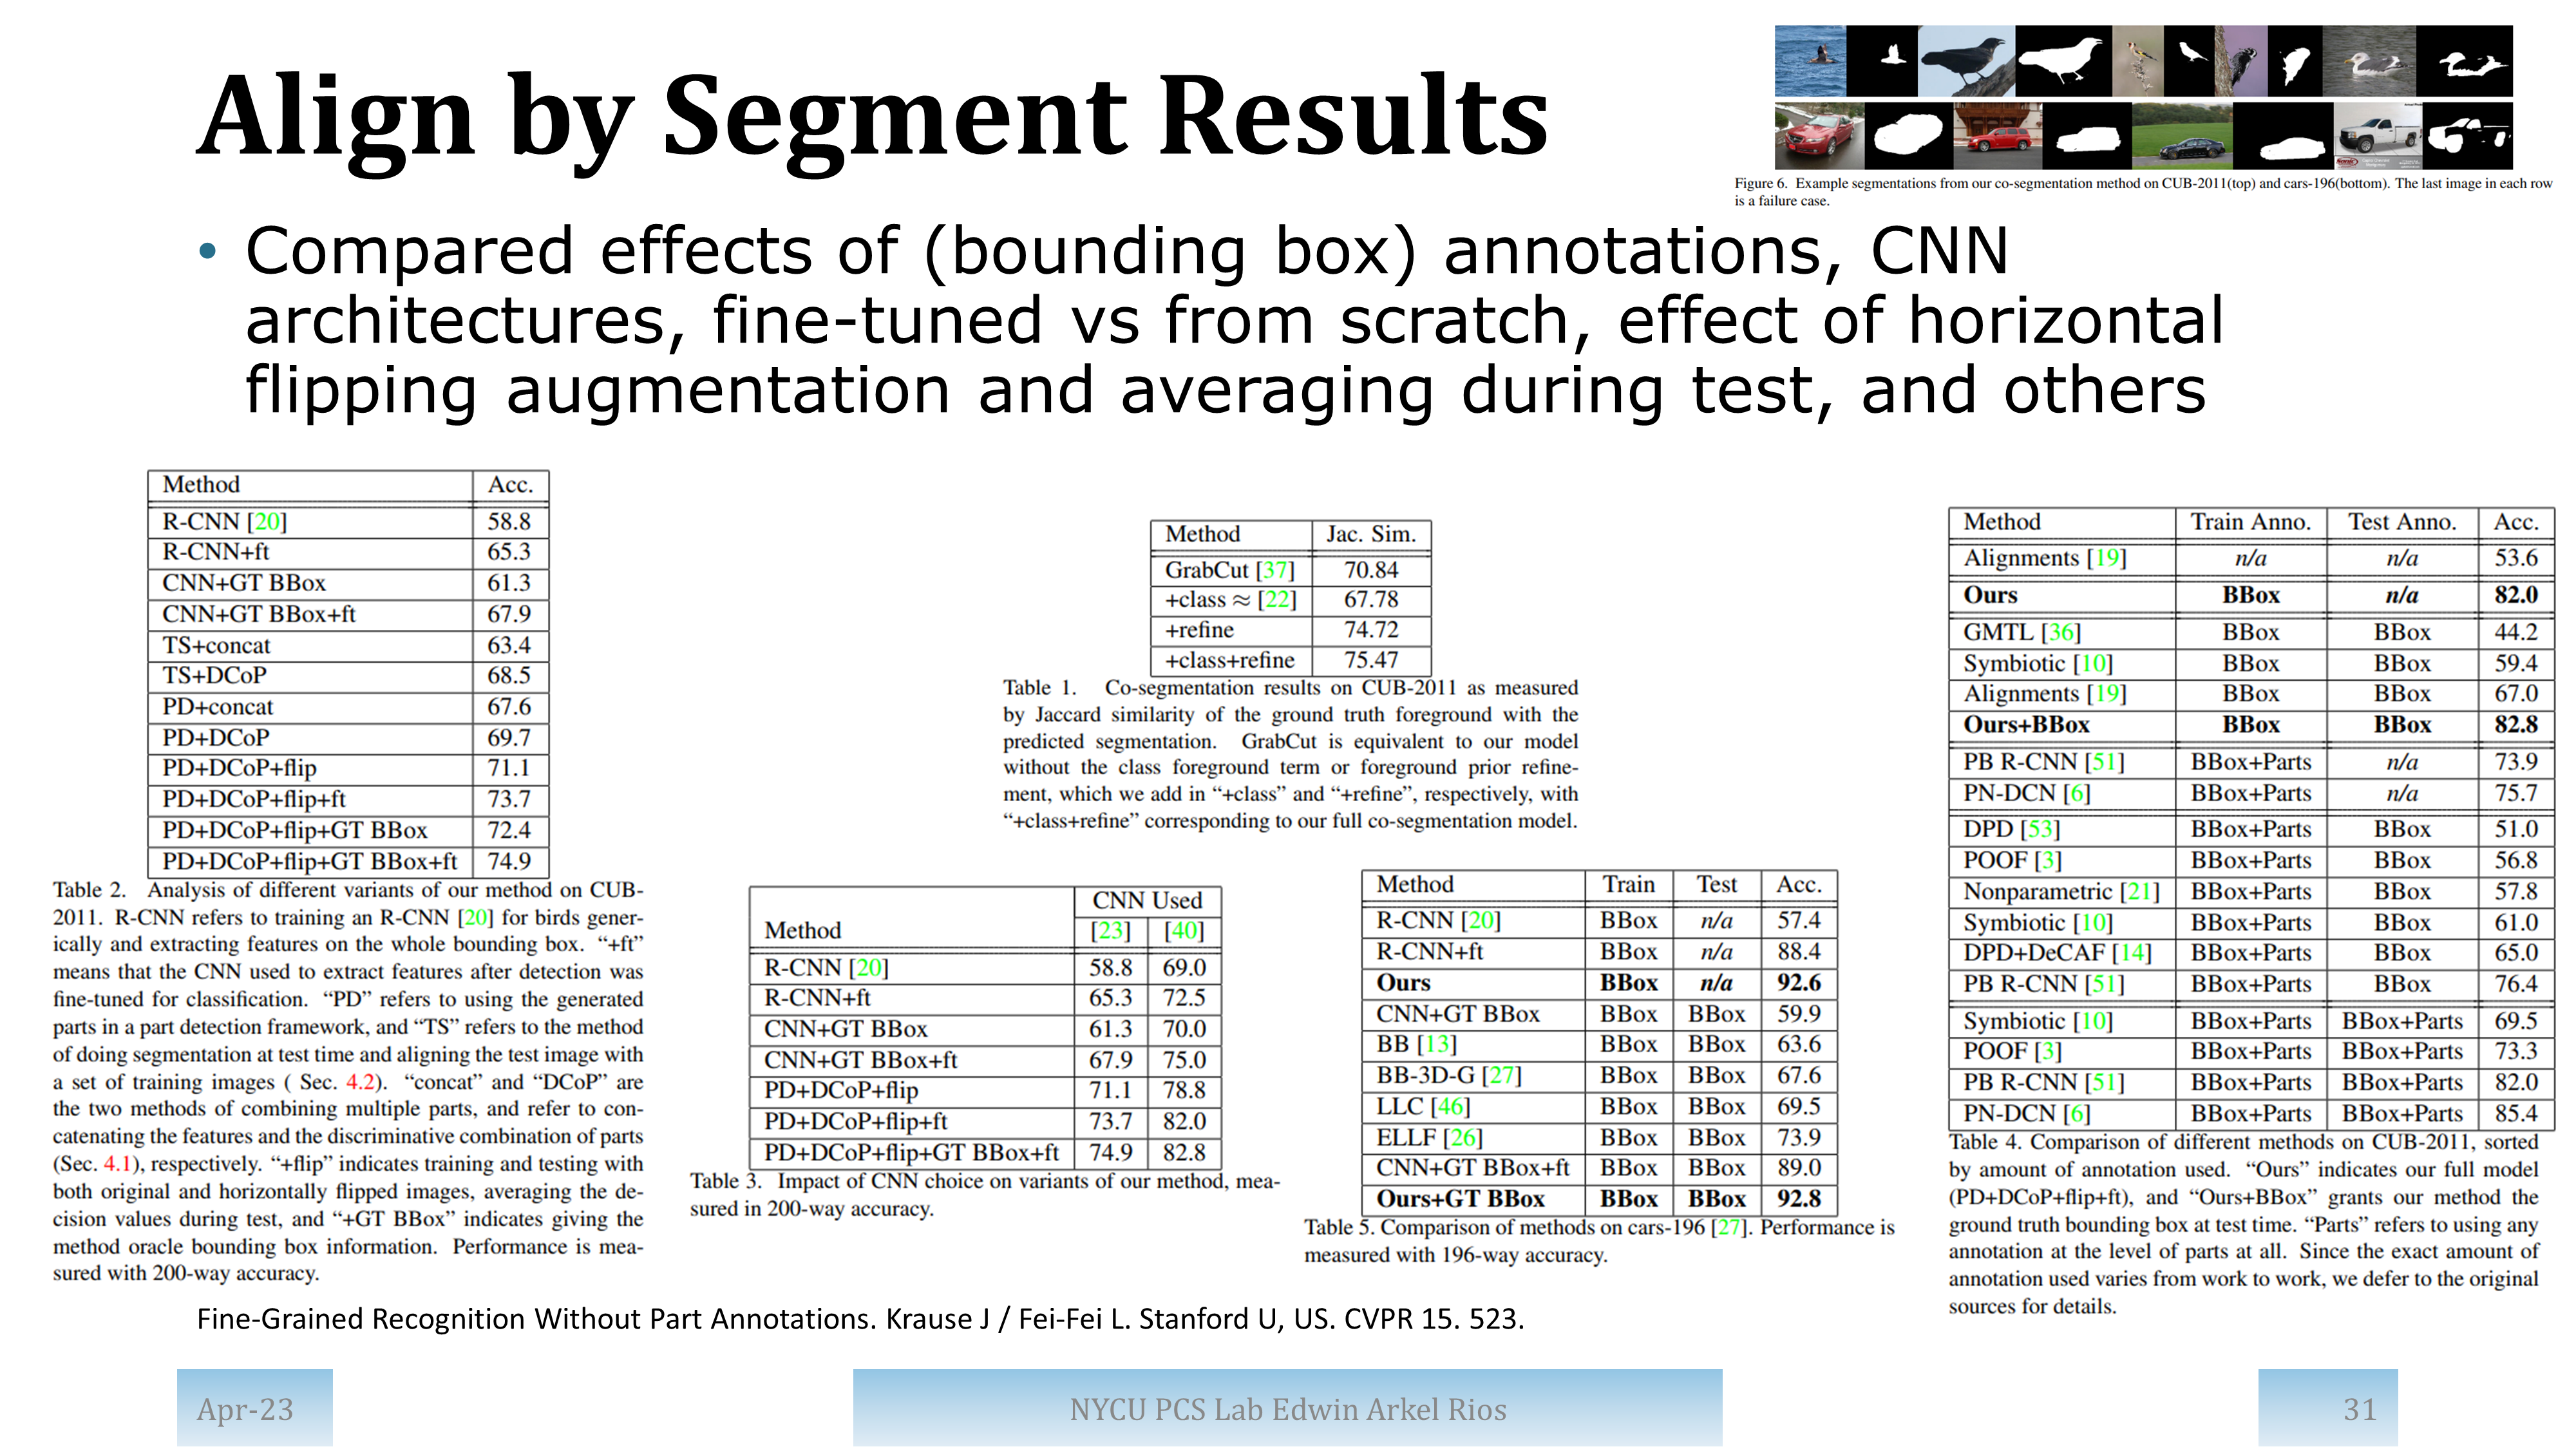 Align by Segment Results
Figure 6. Example segmentations from our co-segmentation method on CUB-2011(top) and cars-196(bottom). The last image in each row
is a failure case.
• Compared effects of (bounding box) annotations, CNN
architectures, fine-tuned vs from scratch, effect of horizontal
flipping augmentation and averaging during test, and others
Method Acc.
R-CNN [20] 58.8
R-CNN+ft 65.3
CNN+GT BBox 61.3
CNN+GT BBox+ft 67.9
TS+concat 63.4
TS+DCoP 68.5
PD+concat 67.6
PD+DCoP 69.7
PD+DCoP+flip 71.1
PD+DCoP+flip+ft 73.7
PD+DCoP+flip+GT BBox 72.4
PD+DCoP+flip+GT BBox+ft 74.9
Table 2. Analysis of different variants of our method on CUB-
2011. R-CNN refers to training an R-CNN [20] for birds gener-
ically and extracting features on the whole bounding box. “+ft”
means that the CNN used to extract features after detection was
fine-tuned for classification. “PD” refers to using the generated
parts in a part detection framework, and “TS” refers to the method
of doing segmentation at test time and aligning the test image with
a set of training images ( Sec. 4.2). “concat” and “DCoP” are
the two methods of combining multiple parts, and refer to con-
catenating the features and the discriminative combination of parts
(Sec. 4.1), respectively. “+flip” indicates training and testing with
both original and horizontally flipped images, averaging the de-
cision values during test, and “+GT BBox” indicates giving the
method oracle bounding box information. Performance is mea-
sured with 200-way accuracy.
Method Jac. Sim.
GrabCut [37] 70.84
+class ≈ [22] 67.78
+refine 74.72
+class+refine 75.47
Table 1. Co-segmentation results on CUB-2011 as measured
by Jaccard similarity of the ground truth foreground with the
predicted segmentation. GrabCut is equivalent to our model
without the class foreground term or foreground prior refine-
ment, which we add in “+class” and “+refine”, respectively, with
“+class+refine” corresponding to our full co-segmentation model.
CNN Used
Method [23] [40]
R-CNN [20] 58.8 69.0
R-CNN+ft 65.3 72.5
CNN+GT BBox 61.3 70.0
CNN+GT BBox+ft 67.9 75.0
PD+DCoP+flip 71.1 78.8
PD+DCoP+flip+ft 73.7 82.0
PD+DCoP+flip+GT BBox+ft 74.9 82.8
Table 3. Impact of CNN choice on variants of our method, mea-
sured in 200-way accuracy.
Method Train Test Acc.
R-CNN [20] BBox n/a 57.4
R-CNN+ft BBox n/a 88.4
Ours BBox n/a 92.6
CNN+GT BBox BBox BBox 59.9
BB [13] BBox BBox 63.6
BB-3D-G [27] BBox BBox 67.6
LLC [46] BBox BBox 69.5
ELLF [26] BBox BBox 73.9
CNN+GT BBox+ft BBox BBox 89.0
Ours+GT BBox BBox BBox 92.8
Table 5. Comparison of methods on cars-196 [27]. Performance is
measured with 196-way accuracy.
Method Train Anno. Test Anno. Acc.
Alignments [19] n/a n/a 53.6
Ours BBox n/a 82.0
GMTL [36] BBox BBox 44.2
Symbiotic [10] BBox BBox 59.4
Alignments [19] BBox BBox 67.0
Ours+BBox BBox BBox 82.8
PB R-CNN [51] BBox+Parts n/a 73.9
PN-DCN [6] BBox+Parts n/a 75.7
DPD [53] BBox+Parts BBox 51.0
POOF [3] BBox+Parts BBox 56.8
Nonparametric [21] BBox+Parts BBox 57.8
Symbiotic [10] BBox+Parts BBox 61.0
DPD+DeCAF [14] BBox+Parts BBox 65.0
PB R-CNN [51] BBox+Parts BBox 76.4
Symbiotic [10] BBox+Parts BBox+Parts 69.5
POOF [3] BBox+Parts BBox+Parts 73.3
PB R-CNN [51] BBox+Parts BBox+Parts 82.0
PN-DCN [6] BBox+Parts BBox+Parts 85.4
Table 4. Comparison of different methods on CUB-2011, sorted
by amount of annotation used. “Ours” indicates our full model
(PD+DCoP+flip+ft), and “Ours+BBox” grants our method the
ground truth bounding box at test time. “Parts” refers to using any
annotation at the level of parts at all. Since the exact amount of
annotation used varies from work to work, we defer to the original
sources for details.
Fine-Grained Recognition Without Part Annotations. Krause J / Fei-Fei L. Stanford U, US. CVPR 15. 523.
Apr-23
NYCU PCS Lab Edwin Arkel Rios
31